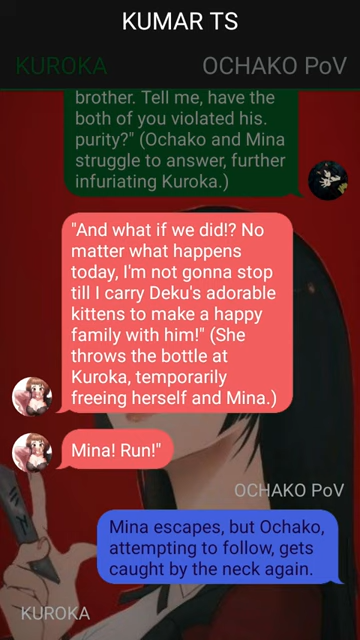 KUMAR TS
KUROKA
OCHAKO PoV
brother. Tell me, have the
both of you violated his.
purity?" (Ochako and Mina
struggle to answer, further
infuriating Kuroka.)
"And what if we did!? No
matter what happens
today, I'm not gonna stop
till I carry Deku's adorable
kittens to make a happy
family with him!" (She
throws the bottle at
Kuroka, temporarily
freeing herself and Mina.)
Mina! Run!"
OCHAKO PoV
Mina escapes, but Ochako,
attempting to follow, gets
caught by the neck again.
KUROKA